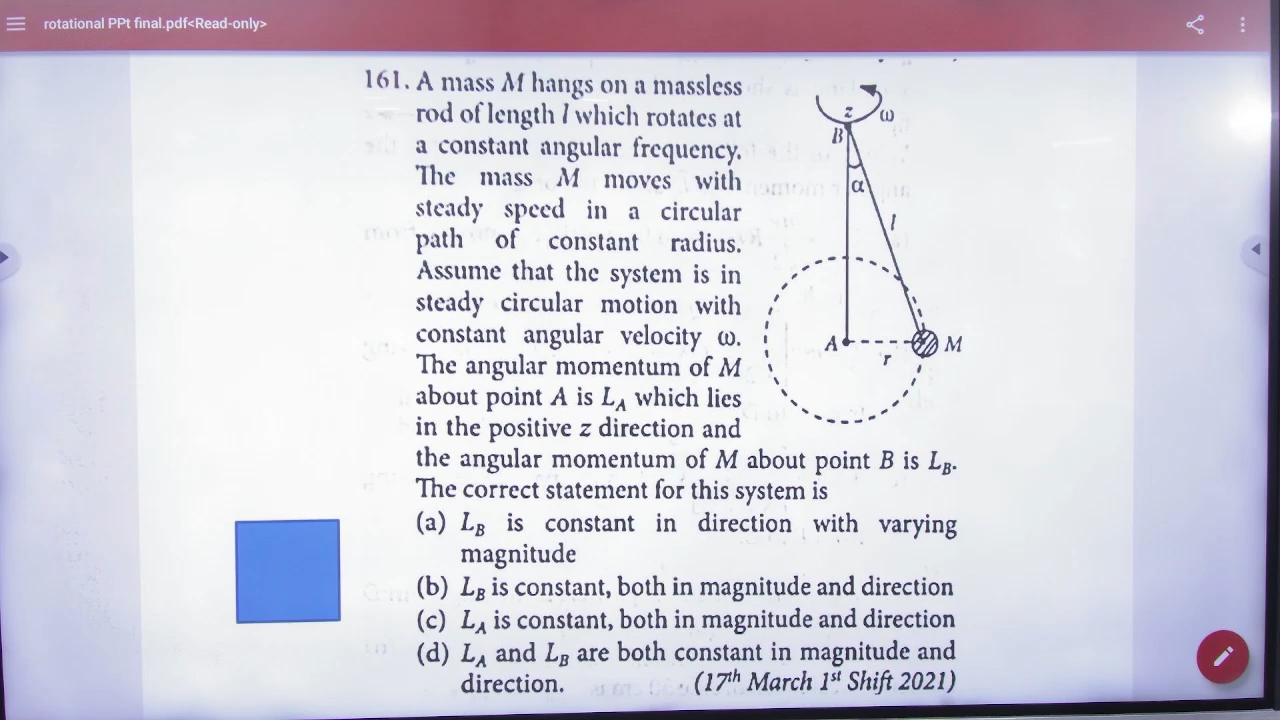 rotational PPt final.pdf<Read-only>
161. A mass M hangs on a massless
rod of length l which rotates at
a constant angular frequency.
The mass M moves with
steady speed in a circular
path of constant radius.
Assume that the system is in
steady circular motion with
constant angular velocity ω.
The angular momentum of M
about point A is L_A which lies
in the positive z direction and
the angular momentum of M about point B is L_B.
The correct statement for this system is
(a) L_B is constant in direction with varying
magnitude
(b) L_B is constant, both in magnitude and direction
(c) L_A is constant, both in magnitude and direction
(d) L_A and L_B are both constant in magnitude and
direction. (17th March 1st Shift 2021)
z
ω
B
α
l
A
r
M